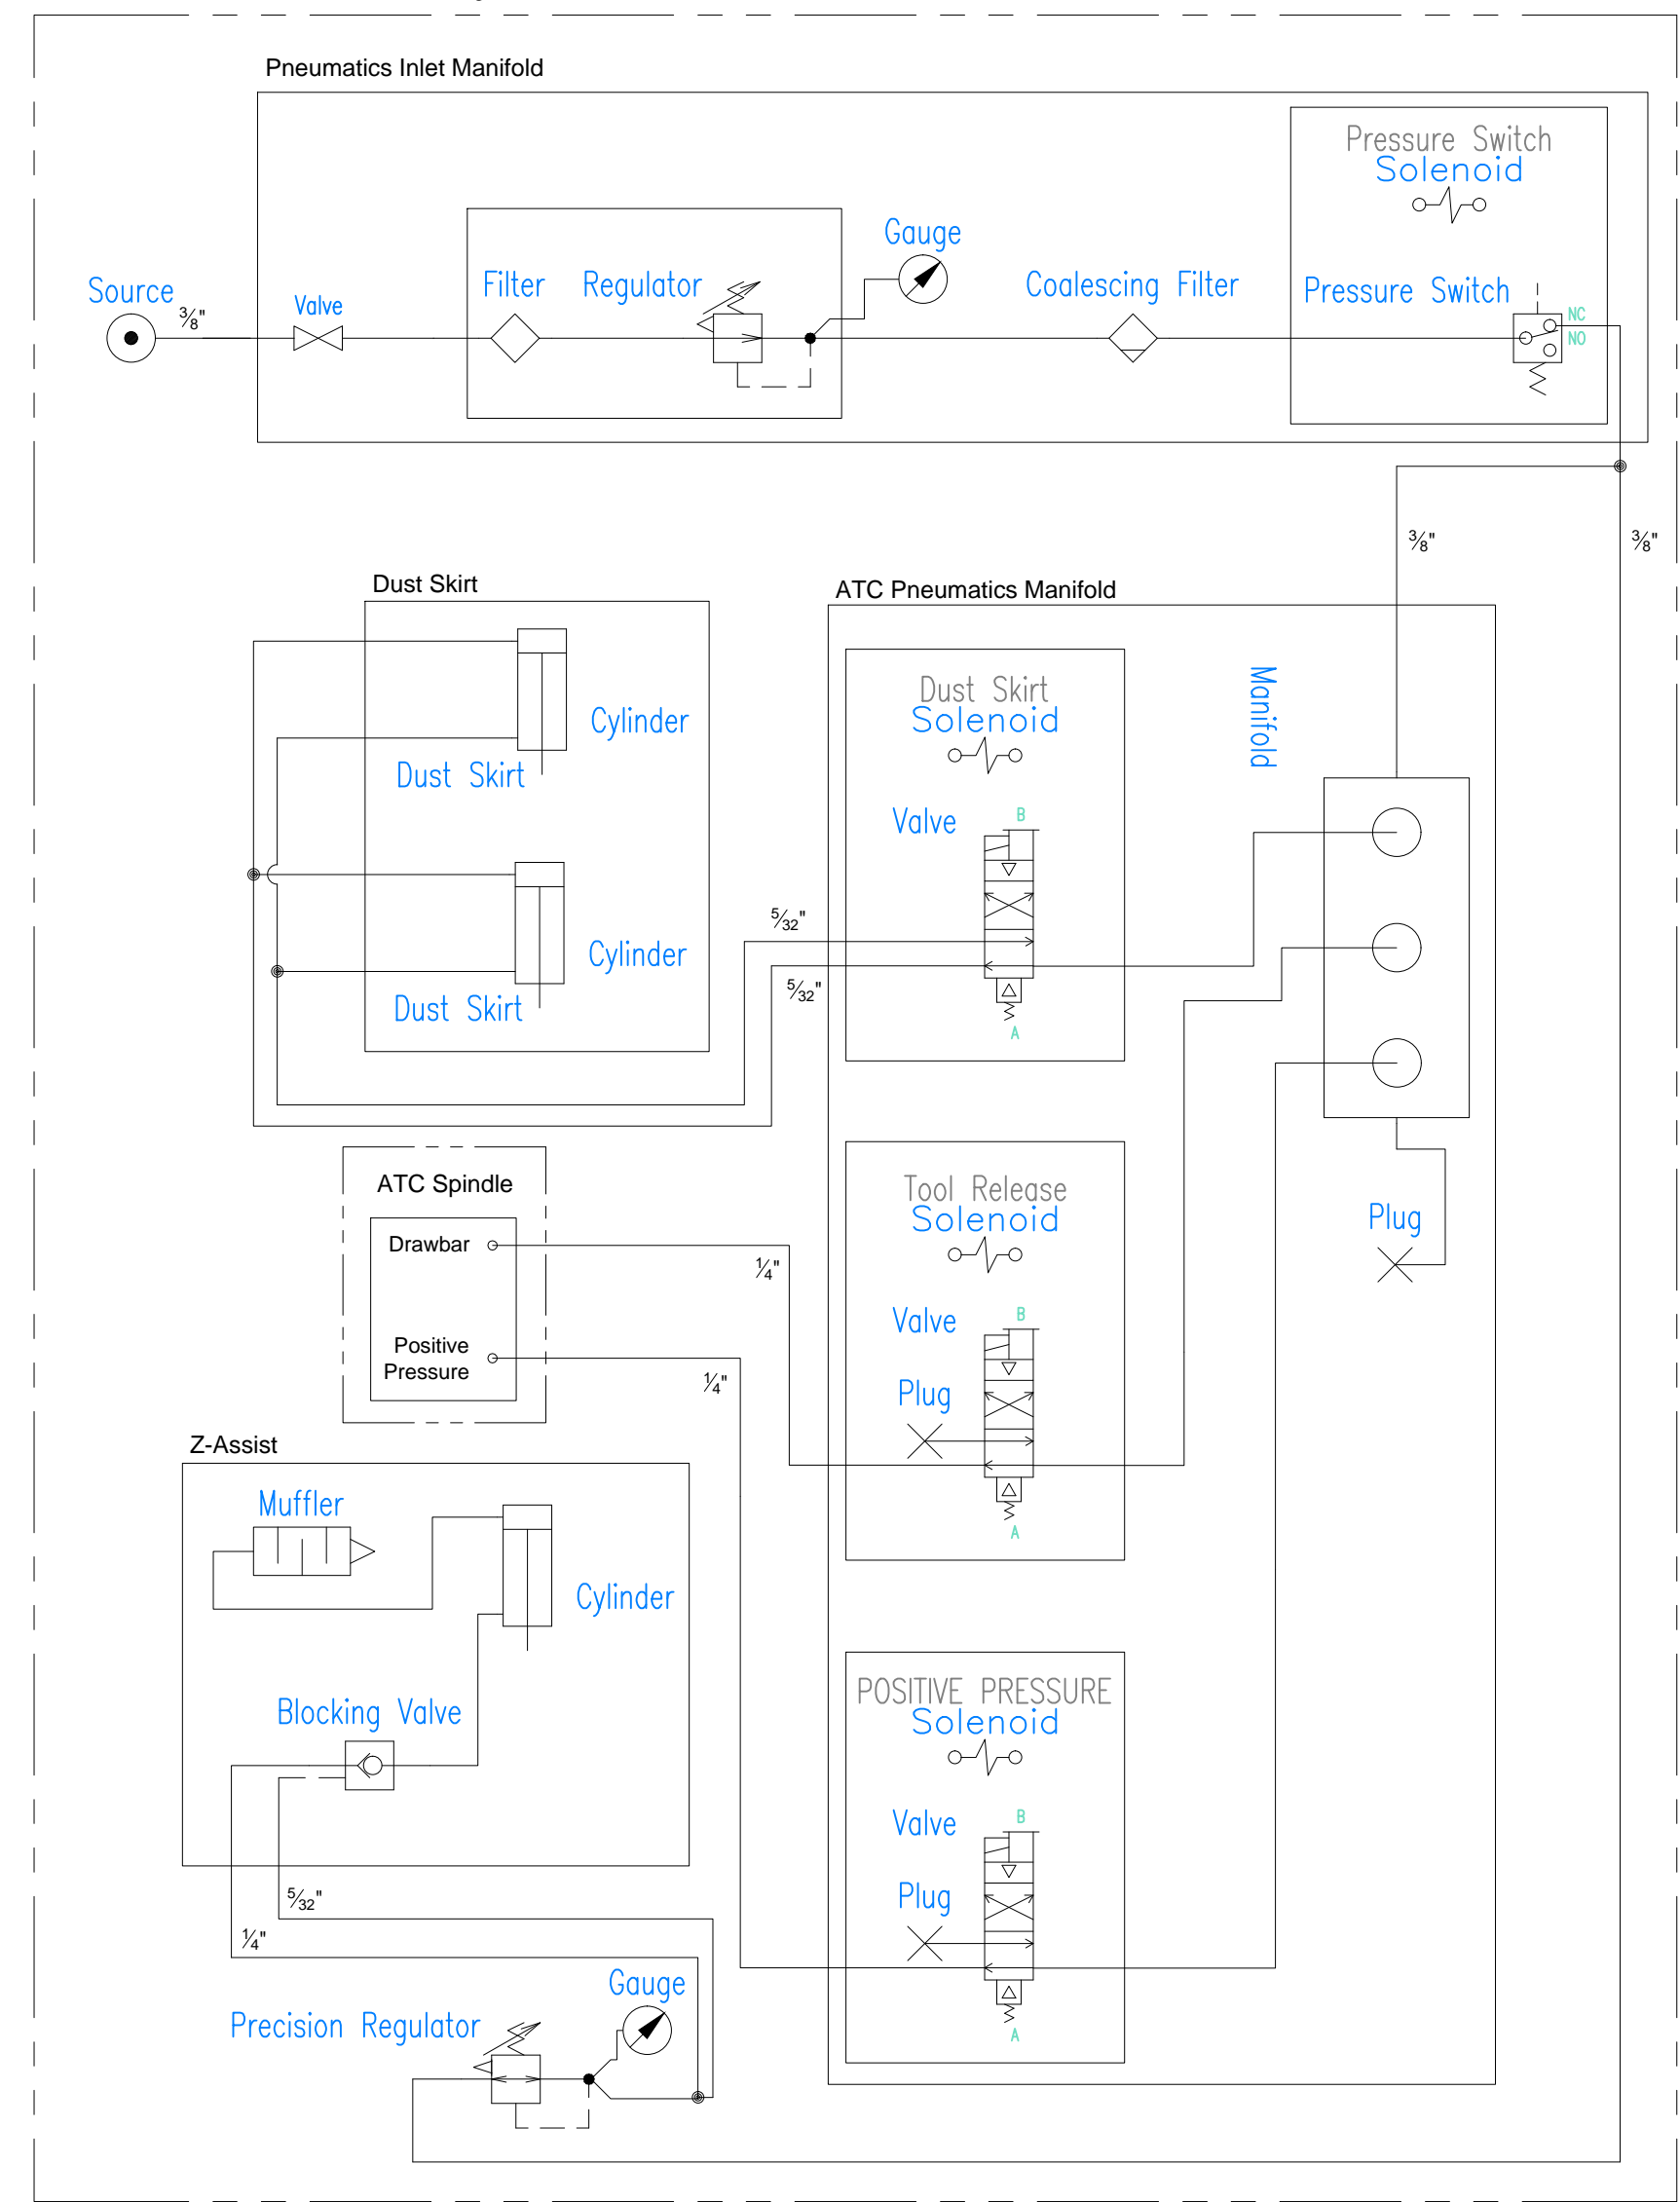 Pneumatics Inlet Manifold
Pressure Switch
Solenoid
Gauge
Source
3/8"
Valve
Filter
Regulator
Coalescing Filter
Pressure Switch
NC
NO
3/8"
3/8"
Dust Skirt
Cylinder
Dust Skirt
Cylinder
Dust Skirt
ATC Pneumatics Manifold
Dust Skirt
Solenoid
Valve
B
A
5/32"
5/32"
Manifold
ATC Spindle
Drawbar
Positive
Pressure
1/4"
1/4"
Tool Release
Solenoid
Valve
B
Plug
A
Plug
Z-Assist
Muffler
Cylinder
Blocking Valve
5/32"
1/4"
POSITIVE PRESSURE
Solenoid
Valve
B
Plug
A
Gauge
Precision Regulator